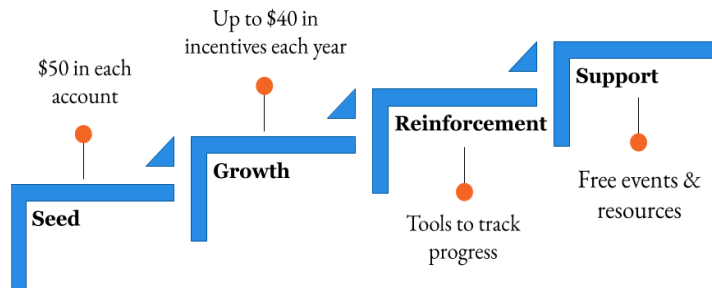 $50 in each
account
Seed
Up to $40 in
incentives each year
Growth
Reinforcement
Tools to track
progress
Support
Free events &
resources